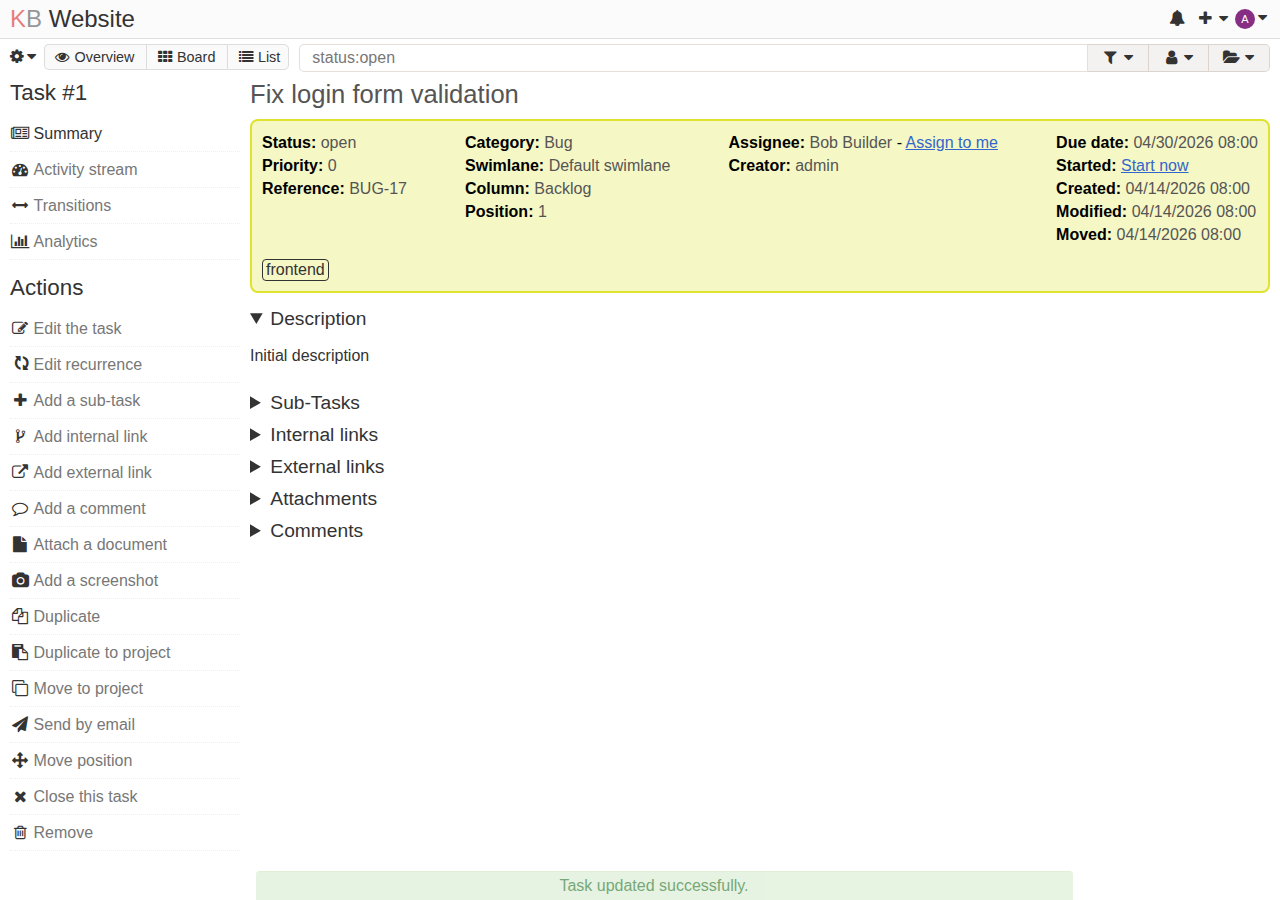 KB Website
A
Overview Board List status:open
Task #1
Summary
Activity stream
Transitions
Analytics
Actions
Edit the task
Edit recurrence
Add a sub-task
Add internal link
Add external link
Add a comment
Attach a document
Add a screenshot
Duplicate
Duplicate to project
Move to project
Send by email
Move position
Close this task
Remove
Fix login form validation
Status: open
Priority: 0
Reference: BUG-17
Category: Bug
Swimlane: Default swimlane
Column: Backlog
Position: 1
Assignee: Bob Builder - Assign to me
Creator: admin
Due date: 04/30/2026 08:00
Started: Start now
Created: 04/14/2026 08:00
Modified: 04/14/2026 08:00
Moved: 04/14/2026 08:00
frontend
Description
Initial description
Sub-Tasks
Internal links
External links
Attachments
Comments
Task updated successfully.